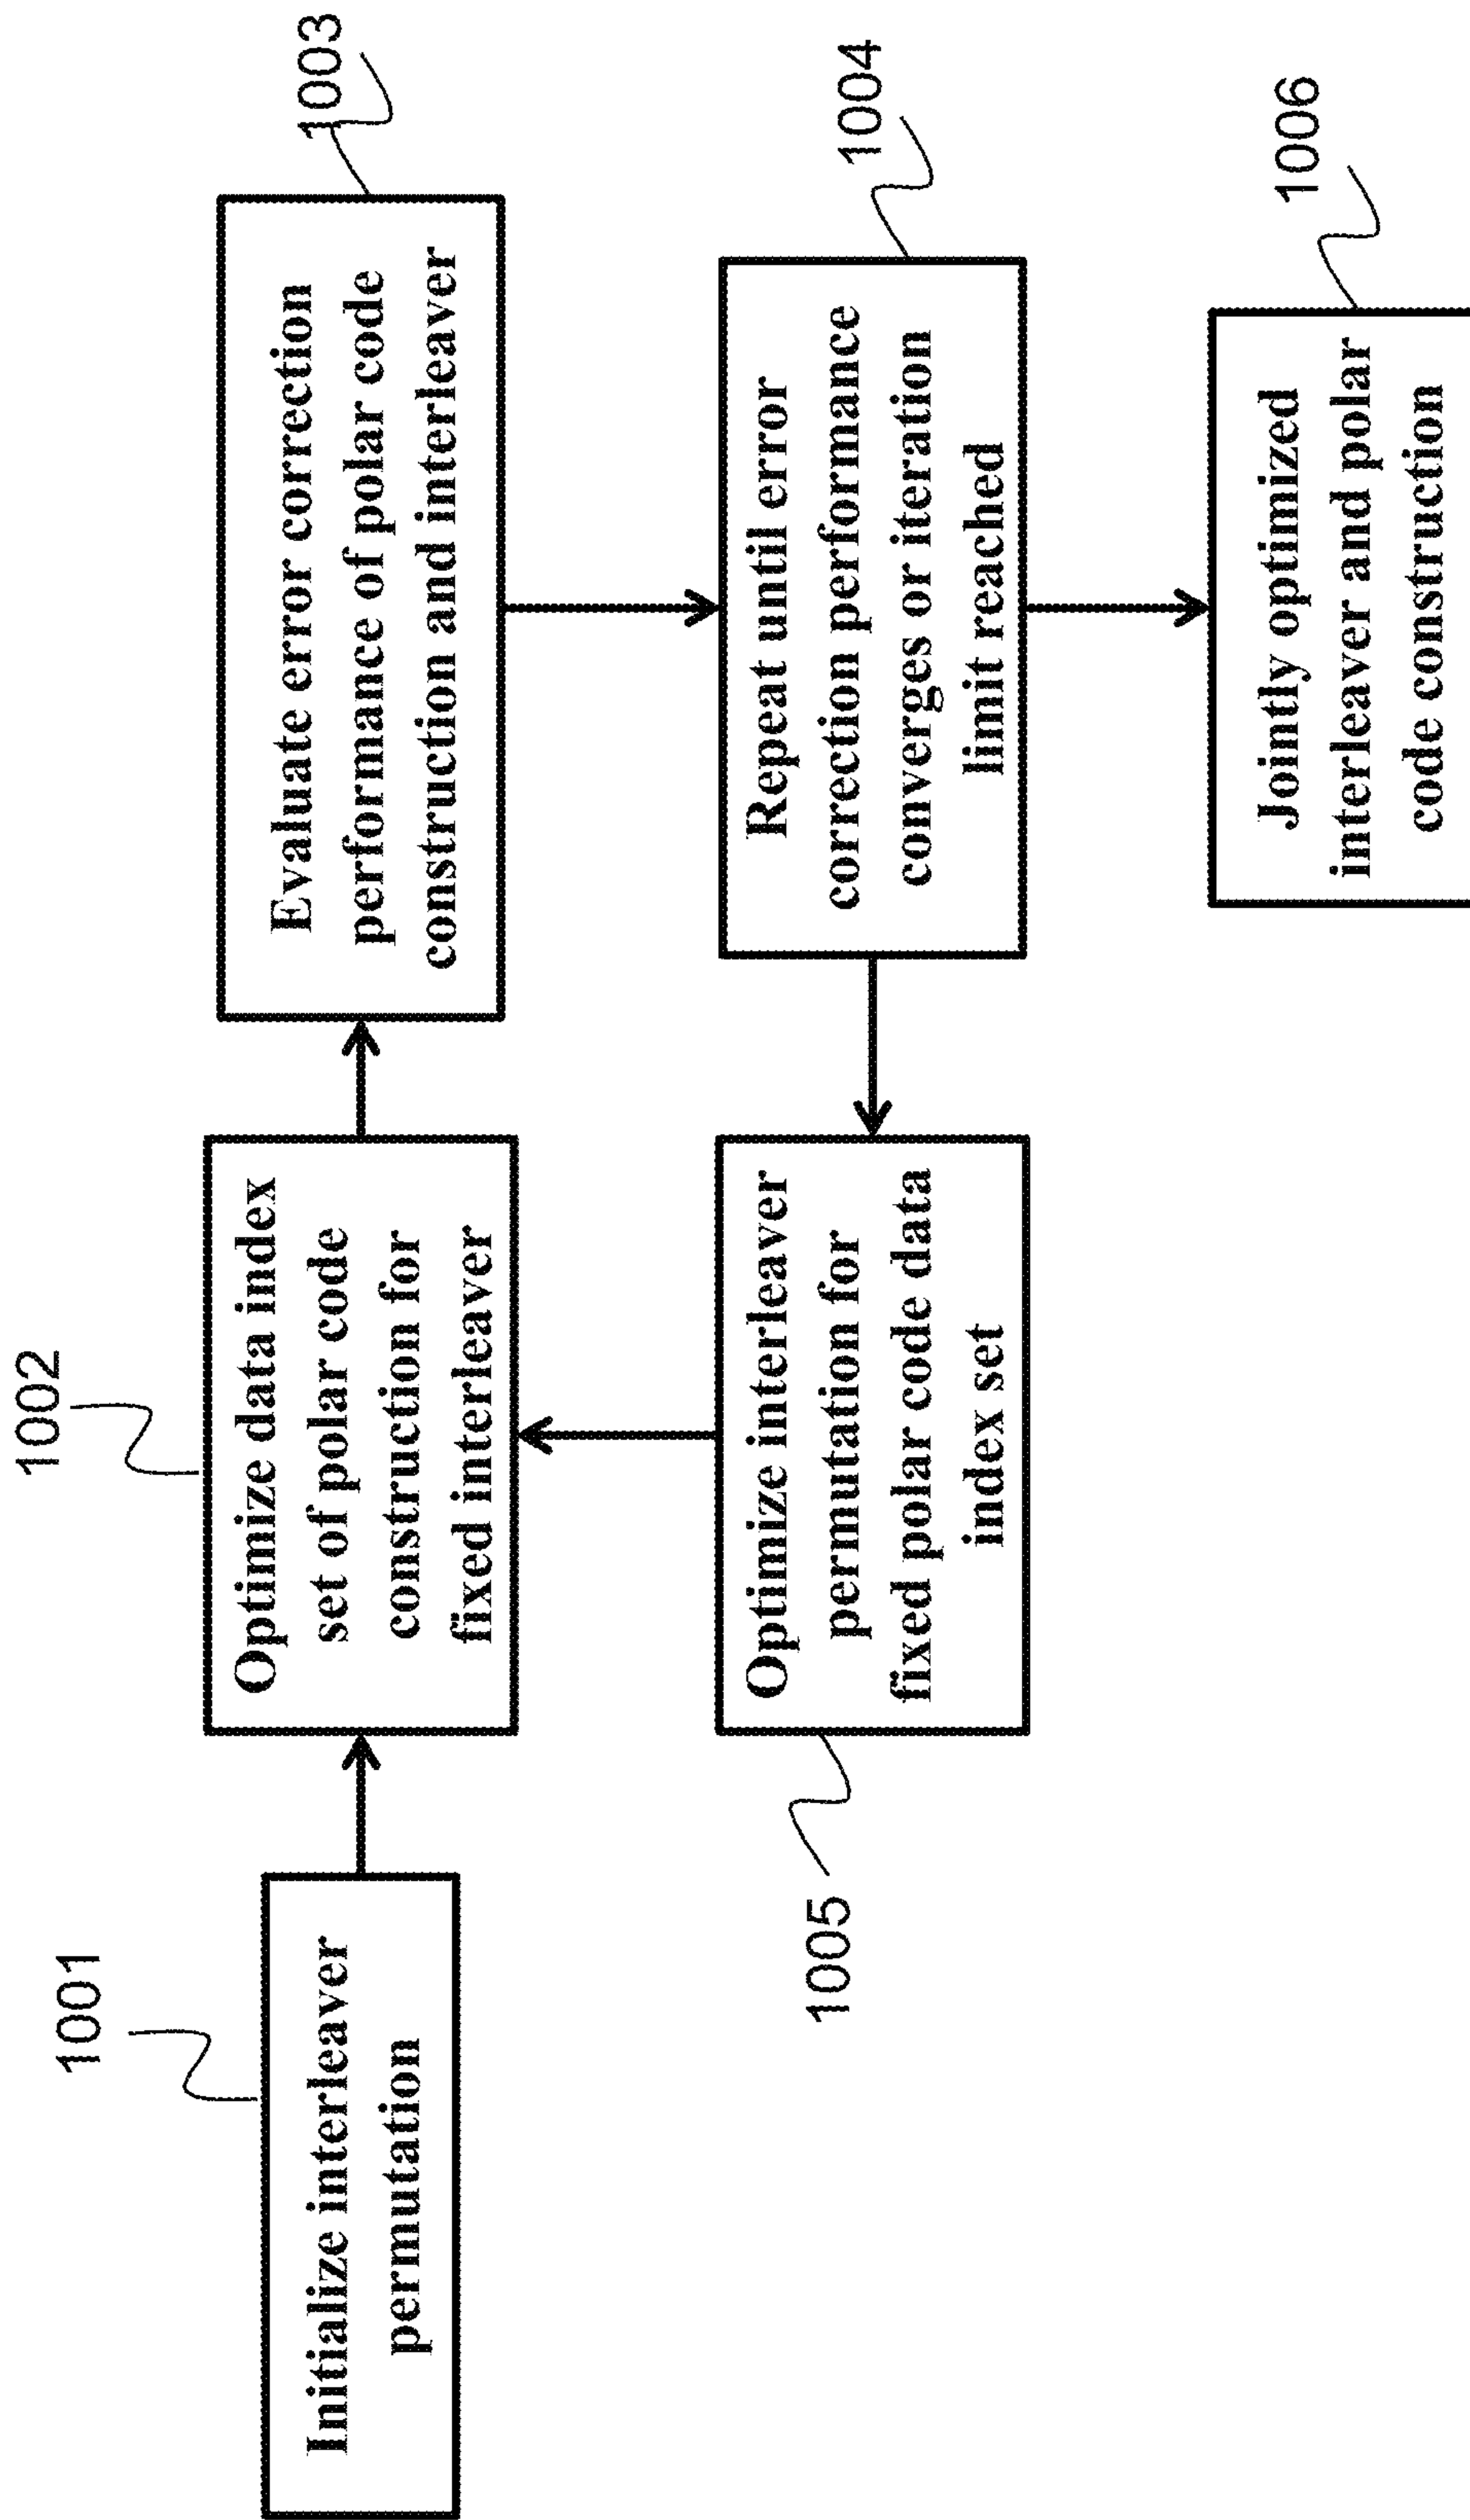 1001
Initialize interleaver
permutation
1002
Optimize data index
set of polar code
construction for
fixed interleaver
1003
Evaluate error correction
performance of polar code
construction and interleaver
1004
Repeat until error
correction performance
converges or iteration
limit reached
1005
Optimize interleaver
permutation for
fixed polar code data
index set
1006
Jointly optimized
interleaver and polar
code construction